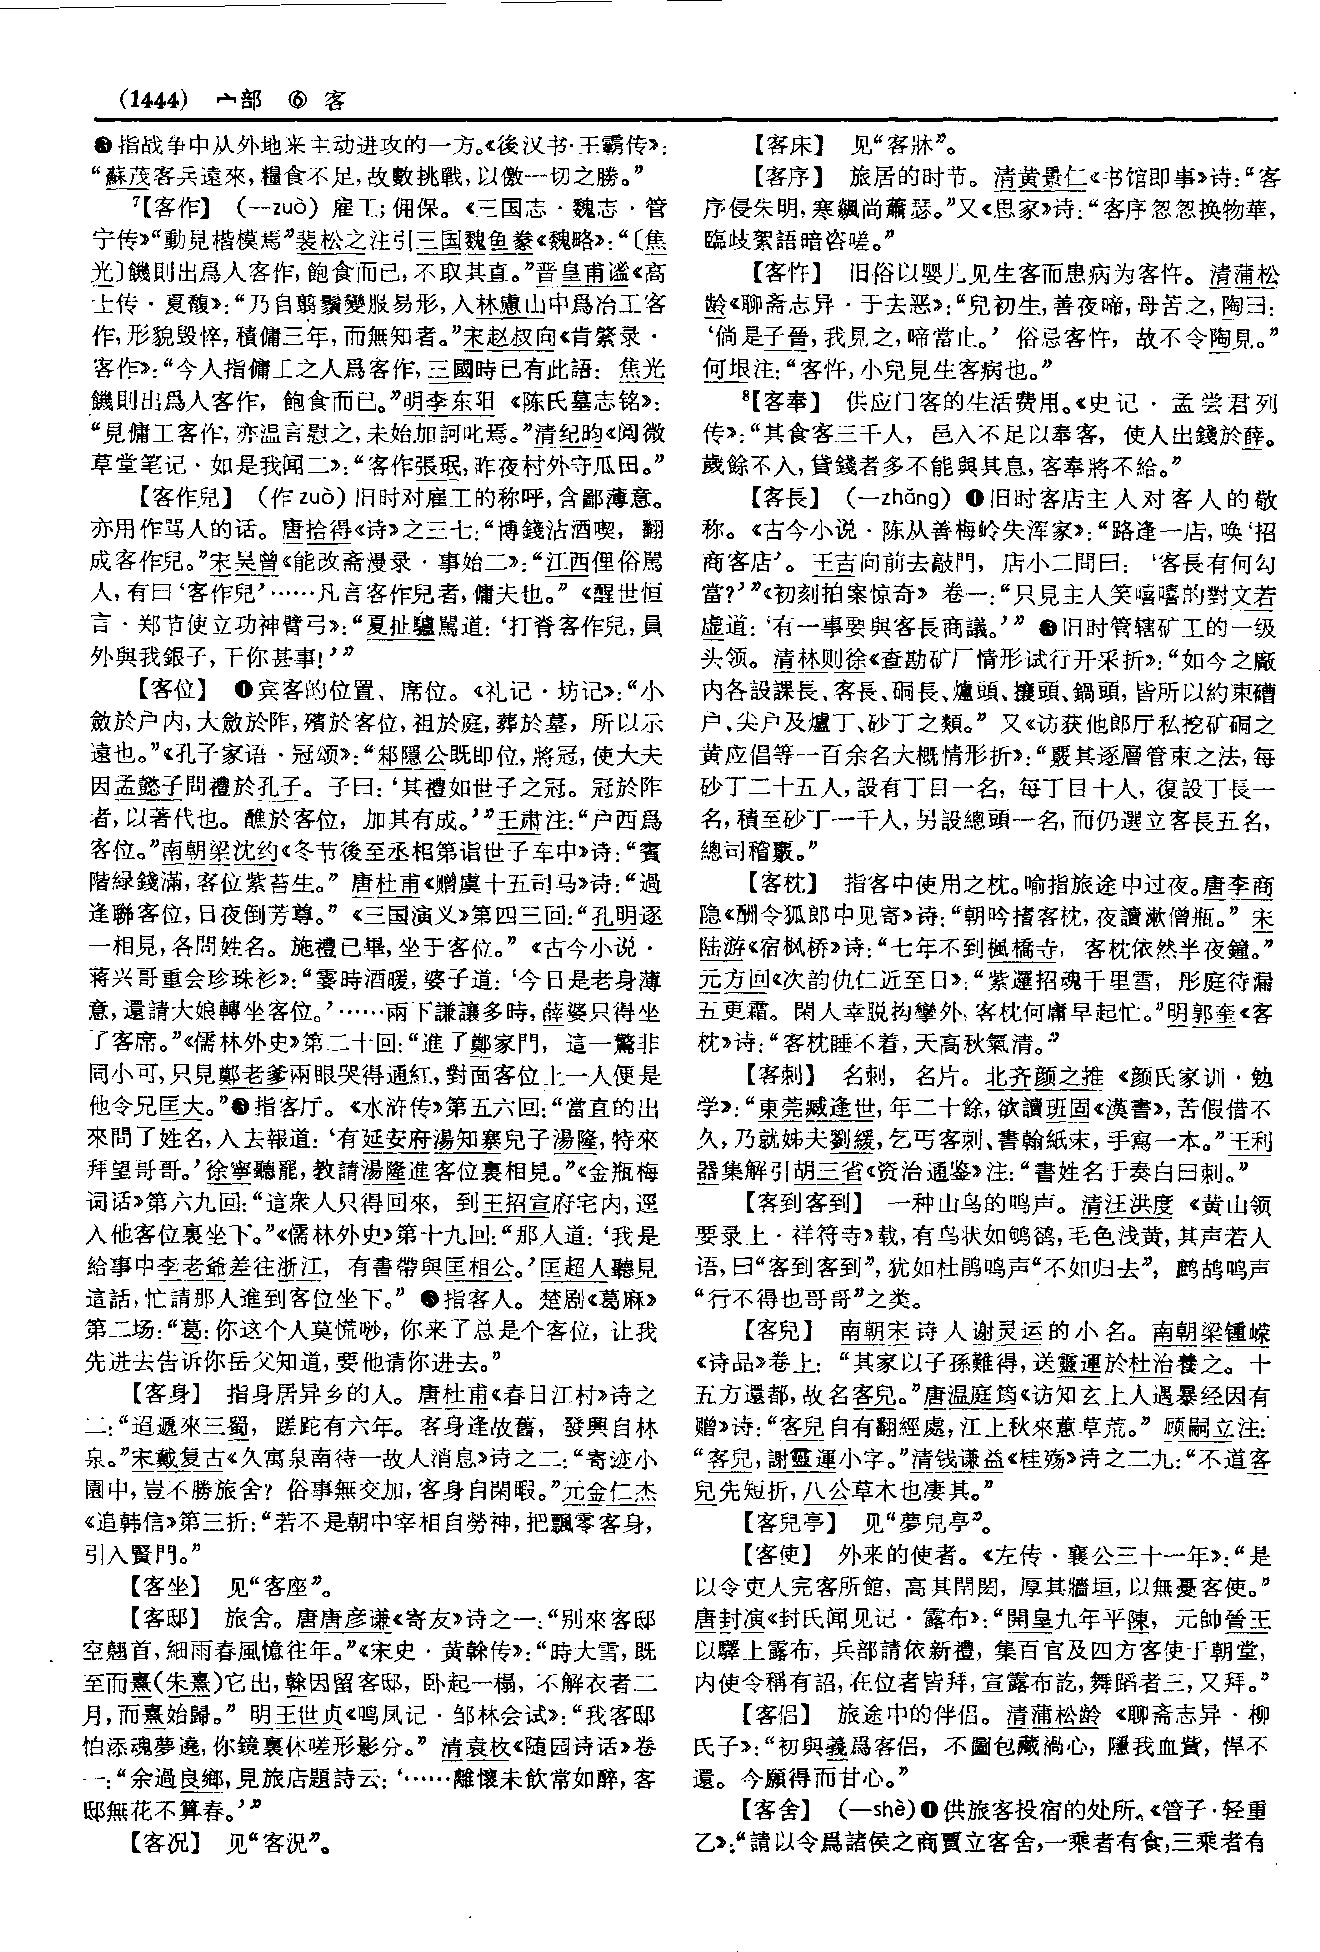 (1444) 宀部 ⑥ 客
❸指战争中从外地来主动进攻的一方。《後汉书·王霸传》：
“蘇茂客兵遠來，糧食不足，故數挑戰，以儌一切之勝。”
⁷【客作】 （—zuò）雇工；佣保。《三国志·魏志·管
宁传》“動見楷模焉”裴松之注引三国魏鱼豢《魏略》：“〔焦
光〕饑則出爲人客作，飽食而已，不取其直。”晋皇甫谧《高
士传·夏馥》：“乃自翦鬚變服易形，入林慮山中爲冶工客
作，形貌毁悴，積傭三年，而無知者。”宋赵叔向《肯綮录·
客作》：“今人指傭工之人爲客作，三國時已有此語：焦光
饑則出爲人客作，飽食而已。”明李东阳《陈氏墓志铭》：
“見傭工客作，亦温言慰之，未始加訶叱焉。”清纪昀《阅微
草堂笔记·如是我闻二》：“客作張珉，昨夜村外守瓜田。”
【客作兒】 （作zuò）旧时对雇工的称呼，含鄙薄意。
亦用作骂人的话。唐拾得《诗》之三七：“博錢沽酒喫，翻
成客作兒。”宋吴曾《能改斋漫录·事始二》：“江西俚俗駡
人，有曰‘客作兒’……凡言客作兒者，傭夫也。”《醒世恒
言·郑节使立功神臂弓》：“夏扯驢駡道：‘打脊客作兒，員
外與我銀子，干你甚事！’”
【客位】 ❶宾客的位置、席位。《礼记·坊记》：“小
斂於户内，大斂於阼，殯於客位，祖於庭，葬於墓，所以示
遠也。”《孔子家语·冠颂》：“邾隱公既即位，將冠，使大夫
因孟懿子問禮於孔子。子曰：‘其禮如世子之冠。冠於阼
者，以著代也。醮於客位，加其有成。’”王肃注：“户西爲
客位。”南朝梁沈约《冬节後至丞相第诣世子车中》诗：“賓
階緑錢滿，客位紫苔生。”唐杜甫《赠虞十五司马》诗：“過
逢聯客位，日夜倒芳尊。”《三国演义》第四三回：“孔明逐
一相見，各問姓名。施禮已畢，坐于客位。”《古今小说·
蒋兴哥重会珍珠衫》：“霎時酒暖，婆子道：‘今日是老身薄
意，還請大娘轉坐客位。’……兩下謙讓多時，薛婆只得坐
了客席。”《儒林外史》第二十回：“進了鄭家門，這一驚非
同小可，只見鄭老爹兩眼哭得通紅，對面客位上一人便是
他令兄匡大。”❷指客厅。《水浒传》第五六回：“當直的出
來問了姓名，入去報道：‘有延安府湯知寨兒子湯隆，特來
拜望哥哥。’徐寧聽罷，教請湯隆進客位裏相見。”《金瓶梅
词话》第六九回：“這衆人只得回來，到王招宣府宅内，逕
入他客位裏坐下。”《儒林外史》第十九回：“那人道：‘我是
給事中李老爺差往浙江，有書帶與匡相公。’匡超人聽見
這話，忙請那人進到客位坐下。”❸指客人。楚剧《葛麻》
第二场：“葛：你这个人莫慌吵，你来了总是个客位，让我
先进去告诉你岳父知道，要他请你进去。”
【客身】 指身居异乡的人。唐杜甫《春日江村》诗之
二：“迢遞來三蜀，蹉跎有六年。客身逢故舊，發興自林
泉。”宋戴复古《久寓泉南待一故人消息》诗之二：“寄迹小
園中，豈不勝旅舍？俗事無交加，客身自閑暇。”元金仁杰
《追韩信》第三折：“若不是朝中宰相自勞神，把飄零客身，
引入賢門。”
【客坐】 见“客座”。
【客邸】 旅舍。唐唐彦谦《寄友》诗之一：“别來客邸
空翹首，細雨春風憶往年。”《宋史·黄榦传》：“時大雪，既
至而熹(朱熹)它出，榦因留客邸，卧起一榻，不解衣者二
月，而熹始歸。”明王世贞《鸣凤记·邹林会试》：“我客邸
怕添魂夢遶，你鏡裏休嗟形影分。”清袁枚《随园诗话》卷
一：“余過良鄉，見旅店題詩云：‘……離懷未飲常如醉，客
邸無花不算春。’”
【客况】 见“客況”。
【客床】 见“客牀”。
【客序】 旅居的时节。清黄景仁《书馆即事》诗：“客
序侵朱明，寒飆尚蕭瑟。”又《思家》诗：“客序怱怱换物華，
臨歧絮語暗咨嗟。”
【客忤】 旧俗以婴儿见生客而患病为客忤。清蒲松
龄《聊斋志异·于去恶》：“兒初生，善夜啼，母苦之，陶曰：
‘倘是子晉，我見之，啼當止。’俗忌客忤，故不令陶見。”
何垠注：“客忤，小兒見生客病也。”
⁸【客奉】 供应门客的生活费用。《史记·孟尝君列
传》：“其食客三千人，邑入不足以奉客，使人出錢於薛。
歲餘不入，貸錢者多不能與其息，客奉將不給。”
【客長】 （—zhǎng）❶旧时客店主人对客人的敬
称。《古今小说·陈从善梅岭失浑家》：“路逢一店，唤‘招
商客店’。王吉向前去敲門，店小二問曰：‘客長有何勾
當？’”《初刻拍案惊奇》卷一：“只見主人笑嘻嘻的對文若
虚道：‘有一事要與客長商議。’”❷旧时管辖矿工的一级
头领。清林则徐《查勘矿厂情形试行开采折》：“如今之廠
内各設課長、客長、硐長、爐頭、鑲頭、鍋頭，皆所以約束礦
户、尖户及爐丁、砂丁之類。”又《访获他郎厅私挖矿硐之
黄应倡等一百余名大概情形折》：“覈其逐層管束之法，每
砂丁二十五人，設有丁目一名，每丁目十人，復設丁長一
名，積至砂丁一千人，另設總頭一名，而仍選立客長五名，
總司稽覈。”
【客枕】 指客中使用之枕。喻指旅途中过夜。唐李商
隐《酬令狐郎中见寄》诗：“朝吟搘客枕，夜讀漱僧瓶。”宋
陆游《宿枫桥》诗：“七年不到楓橋寺，客枕依然半夜鐘。”
元方回《次韵仇仁近至日》：“紫邏招魂千里雪，彤庭待漏
五更霜。閑人幸脱拘攣外，客枕何庸早起忙。”明郭奎《客
枕》诗：“客枕睡不着，天高秋氣清。”
【客刺】 名刺，名片。北齐颜之推《颜氏家训·勉
学》：“東莞臧逢世，年二十餘，欲讀班固《漢書》，苦假借不
久，乃就姊夫劉緩，乞丐客刺、書翰紙末，手寫一本。”王利
器集解引胡三省《资治通鉴》注：“書姓名于奏白曰刺。”
【客到客到】 一种山鸟的鸣声。清汪洪度《黄山领
要录上·祥符寺》载，有鸟状如鸲鹆，毛色浅黄，其声若人
语，曰“客到客到”，犹如杜鹃鸣声“不如归去”，鹧鸪鸣声
“行不得也哥哥”之类。
【客兒】 南朝宋诗人谢灵运的小名。南朝梁锺嵘
《诗品》卷上：“其家以子孫難得，送靈運於杜治養之。十
五方還都，故名客兒。”唐温庭筠《访知玄上人遇暴经因有
赠》诗：“客兒自有翻經處，江上秋來蕙草荒。”顾嗣立注：
“客兒，謝靈運小字。”清钱谦益《桂殇》诗之二九：“不道客
兒先短折，八公草木也凄其。”
【客兒亭】 见“夢兒亭”。
【客使】 外来的使者。《左传·襄公三十一年》：“是
以令吏人完客所館，高其閈閎，厚其牆垣，以無憂客使。”
唐封演《封氏闻见记·露布》：“開皇九年平陳，元帥晉王
以驛上露布，兵部請依新禮，集百官及四方客使于朝堂，
内使令稱有詔，在位者皆拜，宣露布訖，舞蹈者三，又拜。”
【客侣】 旅途中的伴侣。清蒲松龄《聊斋志异·柳
氏子》：“初與義爲客侣，不圖包藏禍心，隱我血貲，悍不
還。今願得而甘心。”
【客舍】 （—shè）❶供旅客投宿的处所。《管子·轻重
乙》：“請以令爲諸侯之商賈立客舍，一乘者有食，三乘者有